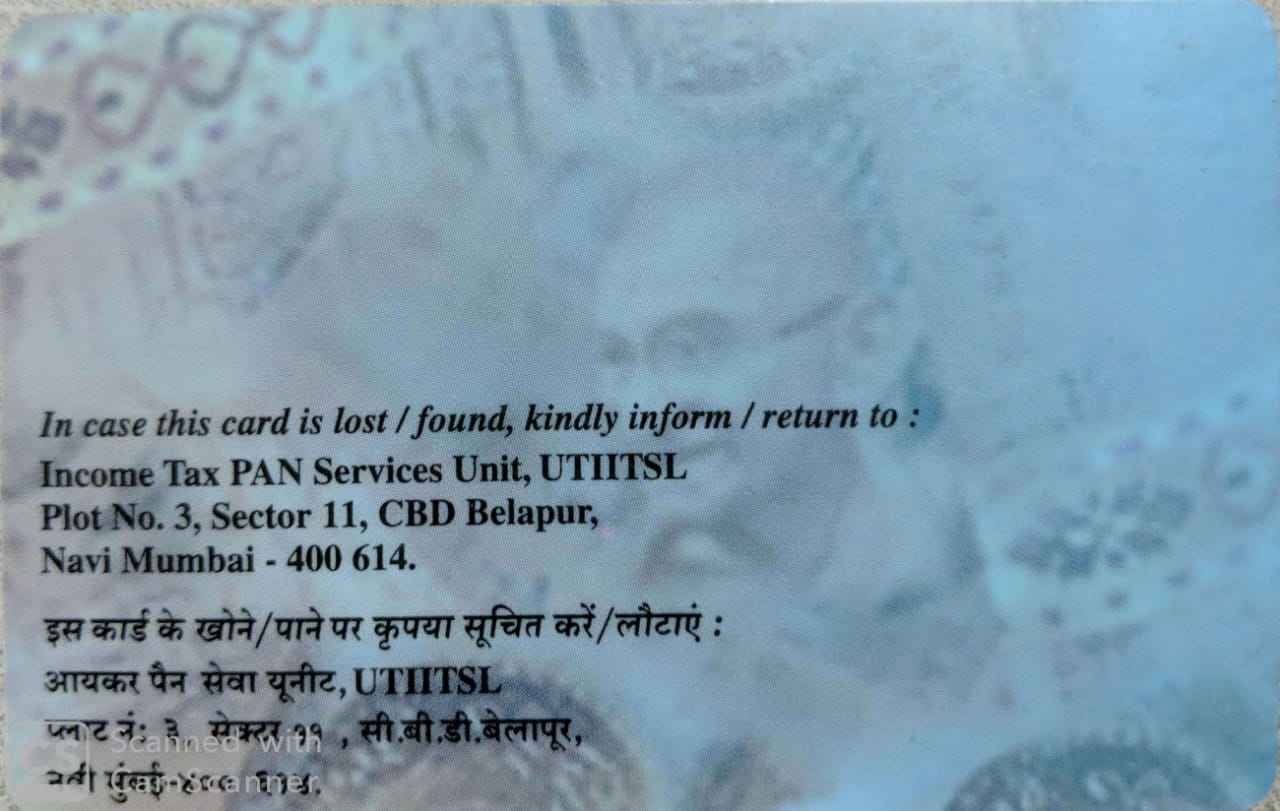 In case this card is lost / found, kindly inform / return to :
Income Tax PAN Services Unit, UTIITSL
Plot No. 3, Sector 11, CBD Belapur,
Navi Mumbai - 400 614.
इस कार्ड के खोने/पाने पर कृपया सूचित करें/लौटाएं :
आयकर पैन सेवा यूनीट, UTIITSL
प्लाट नं: ३, सेक्टर ११ , सी.बी.डी.बेलापूर,
नवी मुंबई-४०० ६१४.
CS Scanned with
CamScanner